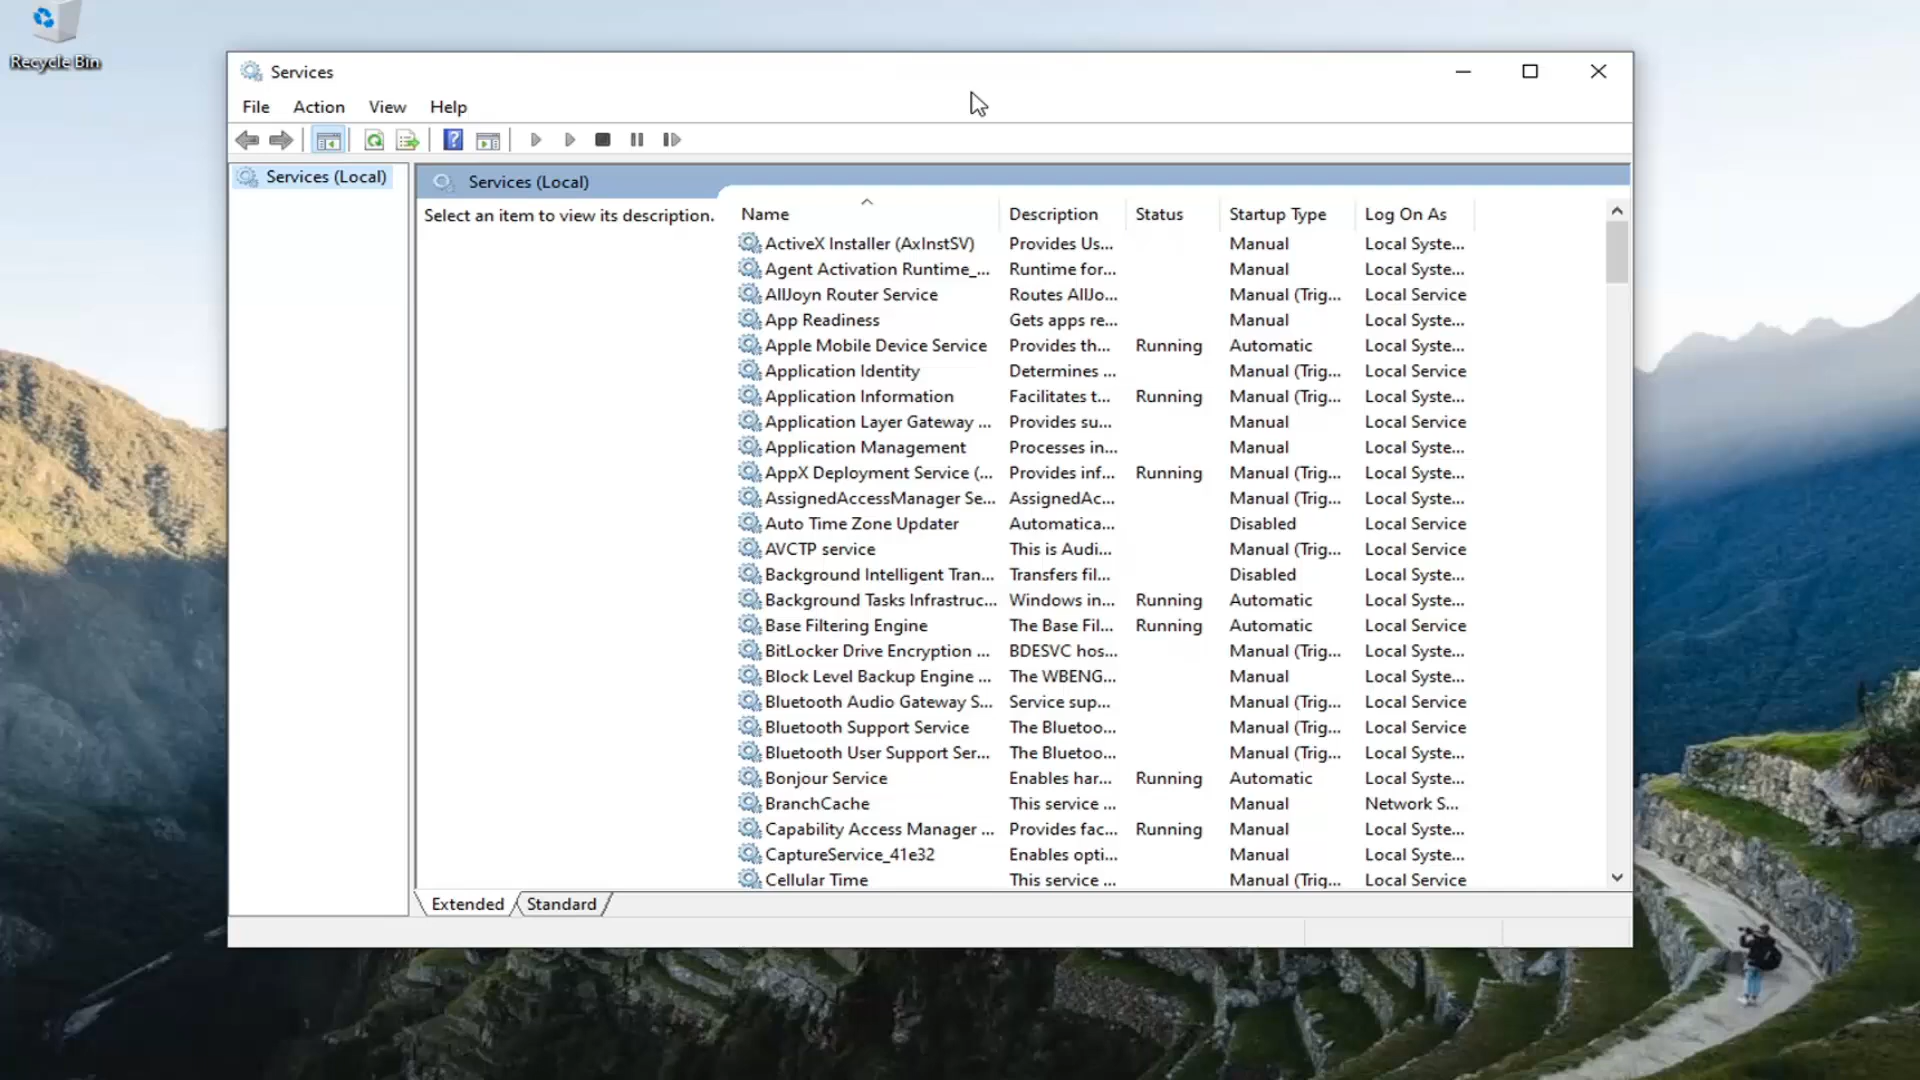 Recycle Bin
Services
File Action View Help
Services (Local)
Services (Local)
Select an item to view its description.
Name Description Status Startup Type Log On As
ActiveX Installer (AxInstSV) Provides Us... Manual Local Syste...
Agent Activation Runtime_... Runtime for... Manual Local Syste...
AllJoyn Router Service Routes AllJo... Manual (Trig... Local Service
App Readiness Gets apps re... Manual Local Syste...
Apple Mobile Device Service Provides th... Running Automatic Local Syste...
Application Identity Determines ... Manual (Trig... Local Service
Application Information Facilitates t... Running Manual (Trig... Local Syste...
Application Layer Gateway ... Provides su... Manual Local Service
Application Management Processes in... Manual Local Syste...
AppX Deployment Service (... Provides inf... Running Manual (Trig... Local Syste...
AssignedAccessManager Se... AssignedAc... Manual (Trig... Local Syste...
Auto Time Zone Updater Automatica... Disabled Local Service
AVCTP service This is Audi... Manual (Trig... Local Service
Background Intelligent Tran... Transfers fil... Disabled Local Syste...
Background Tasks Infrastruc... Windows in... Running Automatic Local Syste...
Base Filtering Engine The Base Fil... Running Automatic Local Service
BitLocker Drive Encryption ... BDESVC hos... Manual (Trig... Local Syste...
Block Level Backup Engine ... The WBENG... Manual Local Syste...
Bluetooth Audio Gateway S... Service sup... Manual (Trig... Local Service
Bluetooth Support Service The Bluetoo... Manual (Trig... Local Service
Bluetooth User Support Ser... The Bluetoo... Manual (Trig... Local Syste...
Bonjour Service Enables har... Running Automatic Local Syste...
BranchCache This service ... Manual Network S...
Capability Access Manager ... Provides fac... Running Manual Local Syste...
CaptureService_41e32 Enables opti... Manual Local Syste...
Cellular Time This service ... Manual (Trig... Local Service
Extended Standard